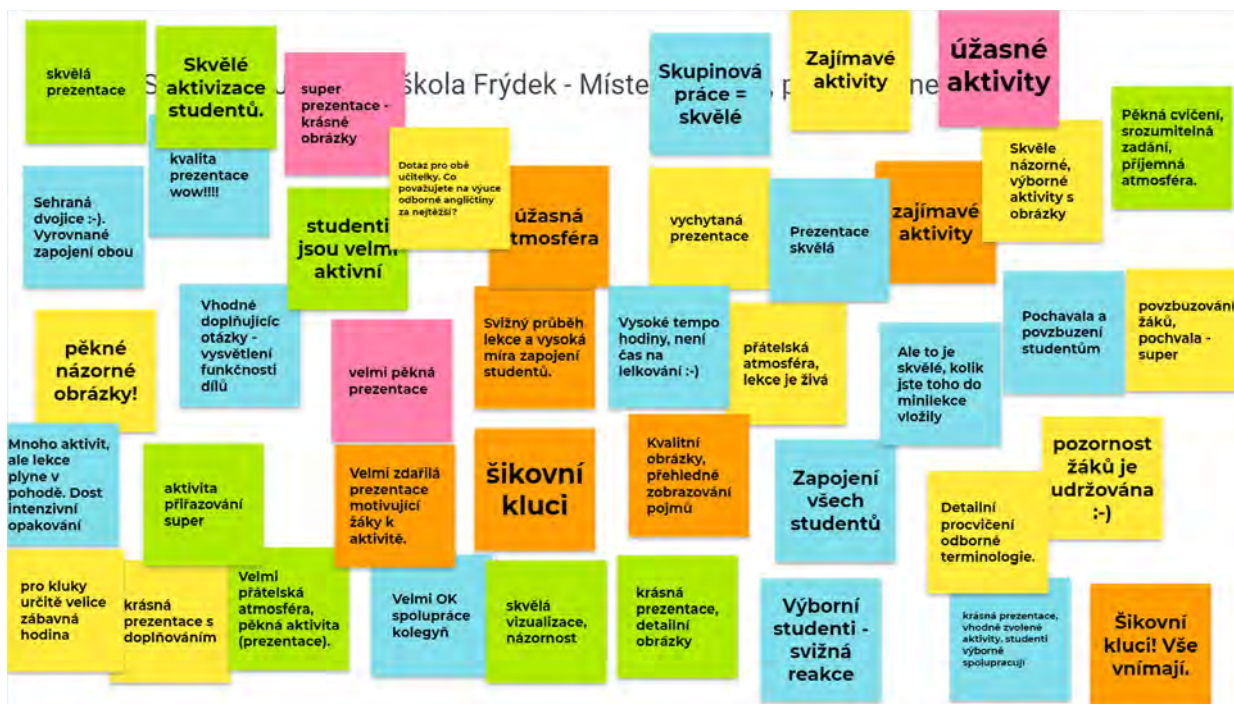 skvělá
prezentace
Skvělé
aktivizace
studentů.
super
prezentace -
krásné
obrázky
škola Frýdek - Míste
Skupinová
práce =
skvělé
Zajímavé
aktivity
úžasné
aktivity
Pěkná cvičení,
srozumitelná
zadání,
příjemná
atmosféra.
kvalita
prezentace
wow!!!!
Sehraná
dvojice :-).
Vyrovnané
zapojení obou
Dotaz pro obě
učitelky. Co
považujete na výuce
odborné angličtiny
za nejtěžší?
studenti
jsou velmi
aktivní
úžasná
atmosféra
vychytaná
prezentace
Prezentace
skvělá
zajímavé
aktivity
Skvěle
názorné,
výborné
aktivity s
obrázky
pěkné
názorné
obrázky!
Vhodné
doplňujícíc
otázky -
vysvětlení
funkčnosti
dílů
velmi pěkná
prezentace
Svižný průběh
lekce a vysoká
míra zapojení
studentů.
Vysoké tempo
hodiny, není
čas na
lelkování :-)
přátelská
atmosféra,
lekce je živá
Ale to je
skvělé, kolik
jste toho do
minilekce
vložily
Pochavala a
povzbuzení
studentům
povzbuzování
žáků,
pochvala -
super
Mnoho aktivit,
ale lekce
plyne v
pohodě. Dost
intenzivní
opakování
aktivita
přiřazování
super
Velmi zdařilá
prezentace
motivující
žáky k
aktivitě.
šikovní
kluci
Kvalitní
obrázky,
přehledné
zobrazování
pojmů
Zapojení
všech
studentů
Detailní
procvičení
odborné
terminologie.
pozornost
žáků je
udržována
:-)
pro kluky
určitě velice
zábavná
hodina
krásná
prezentace s
doplňováním
Velmi
přátelská
atmosféra,
pěkná aktivita
(prezentace).
Velmi OK
spolupráce
kolegyň
skvělá
vizualizace,
názornost
krásná
prezentace,
detailní
obrázky
Výborní
studenti -
svižná
reakce
krásná prezentace,
vhodně zvolené
aktivity. studenti
výborně
spolupracují
Šikovní
kluci! Vše
vnímají.